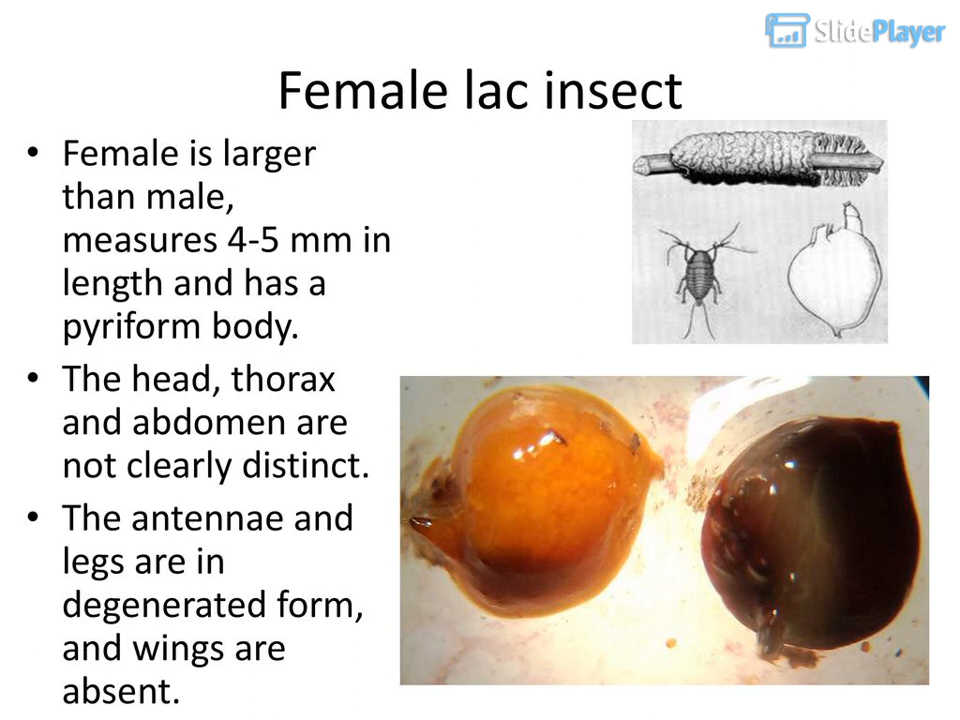 SlidePlayer
Female lac insect
• Female is larger
than male,
measures 4-5 mm in
length and has a
pyriform body.
• The head, thorax
and abdomen are
not clearly distinct.
• The antennae and
legs are in
degenerated form,
and wings are
absent.